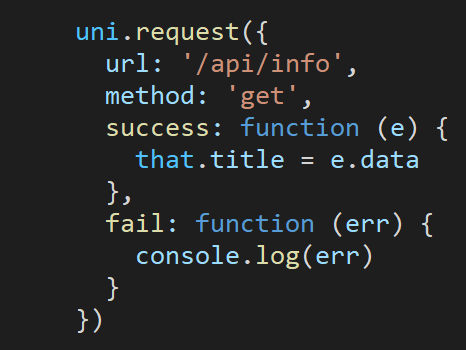 uni.request({
  url: '/api/info',
  method: 'get',
  success: function (e) {
    that.title = e.data
  },
  fail: function (err) {
    console.log(err)
  }
})